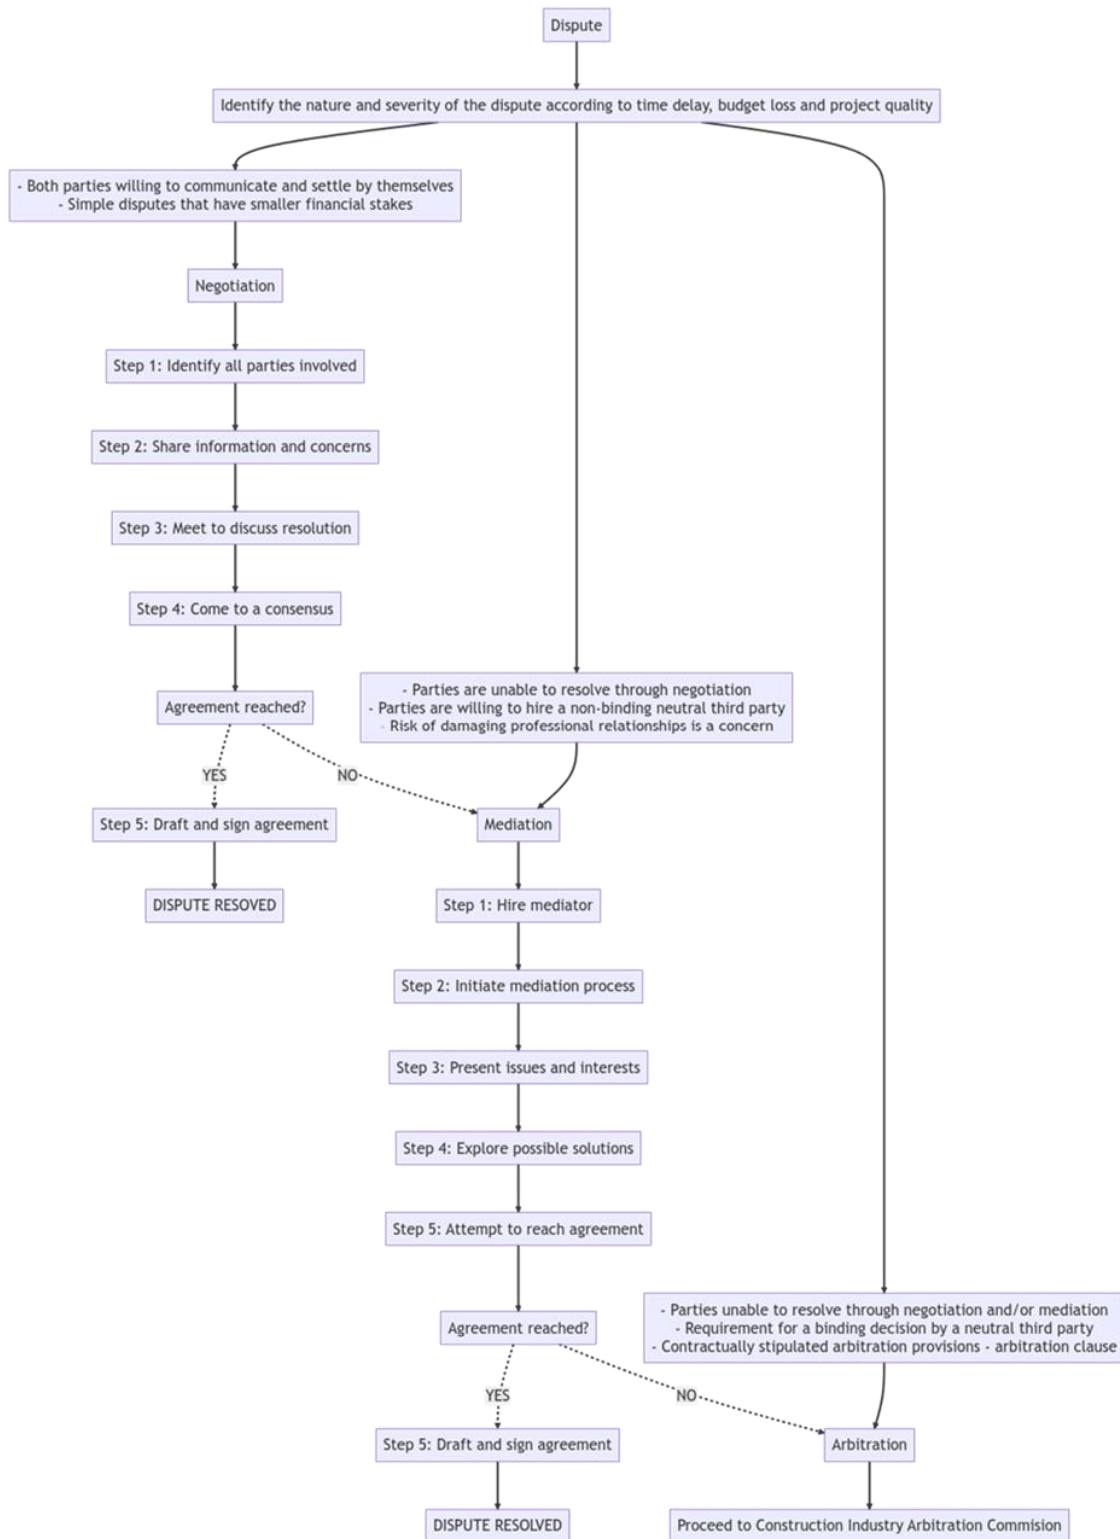 Dispute
Identify the nature and severity of the dispute according to time delay, budget loss and project quality
- Both parties willing to communicate and settle by themselves
- Simple disputes that have smaller financial stakes
Negotiation
Step 1: Identify all parties involved
Step 2: Share information and concerns
Step 3: Meet to discuss resolution
Step 4: Come to a consensus
Agreement reached?
- Parties are unable to resolve through negotiation
- Parties are willing to hire a non-binding neutral third party
- Risk of damaging professional relationships is a concern
YES
NO
Step 5: Draft and sign agreement
DISPUTE RESOVED
Mediation
Step 1: Hire mediator
Step 2: Initiate mediation process
Step 3: Present issues and interests
Step 4: Explore possible solutions
Step 5: Attempt to reach agreement
Agreement reached?
- Parties unable to resolve through negotiation and/or mediation
- Requirement for a binding decision by a neutral third party
- Contractually stipulated arbitration provisions - arbitration clause
YES
NO
Step 5: Draft and sign agreement
DISPUTE RESOLVED
Arbitration
Proceed to Construction Industry Arbitration Commision